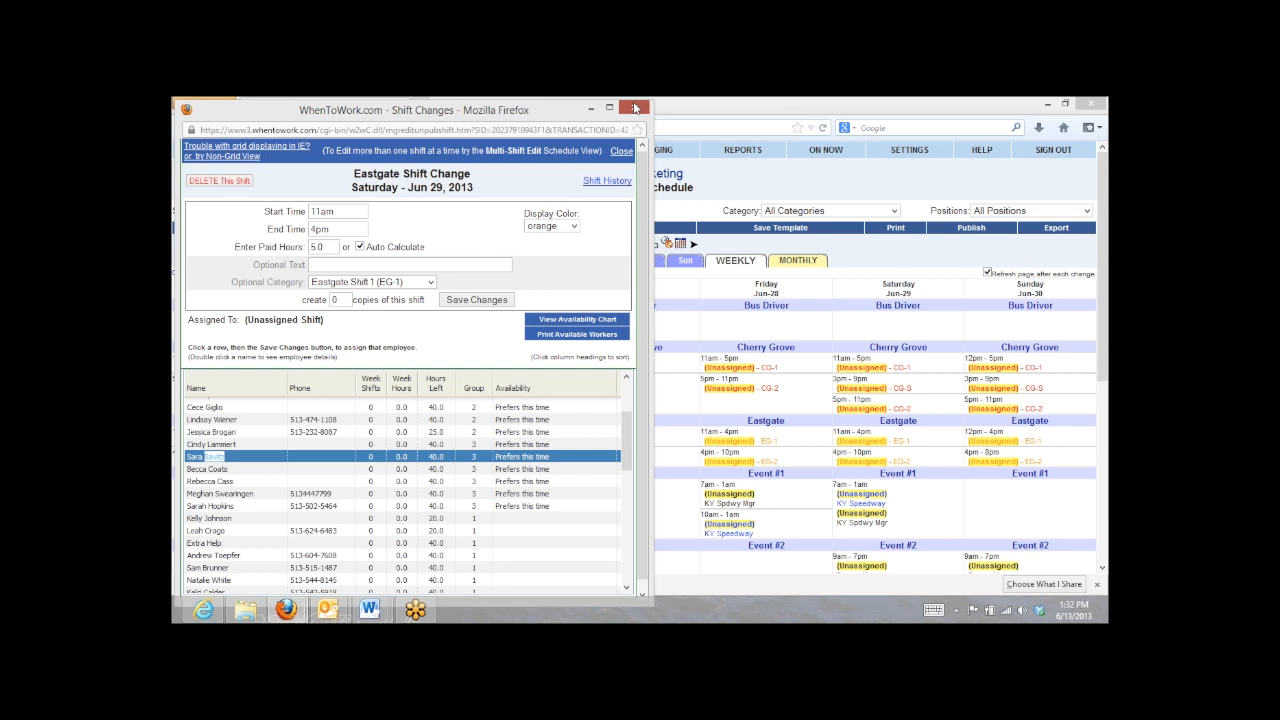 WhenToWork.com - Shift Changes - Mozilla Firefox
https://www3.whentowork.com/cgi-bin/w2wC.dll/mgreditunpubshift.htm?SID=20237910943F1&TRACTIONID=43
Google
Trouble with grid displaying in IE?
or try Non-Grid View
(To Edit more than one shift at a time try the Multi-Shift Edit Schedule View)
Close
GING REPORTS ON NOW SETTINGS HELP SIGN OUT
DELETE This Shift
Eastgate Shift Change
Saturday - Jun 29, 2013
Shift History
keting
schedule
Start Time 11am
End Time 4pm
Enter Paid Hours: 5.0 or Auto Calculate
Display Color:
orange
Optional Text
Optional Category: Eastgate Shift 1 (EG-1)
create 0 copies of this shift Save Changes
Category: All Categories Positions: All Positions
Save Template Print Publish Export
Sun WEEKLY MONTHLY
Refresh page after each change
Assigned To: (Unassigned Shift)
View Availability Chart
Print Available Workers
Click a row, then the Save Changes button, to assign that employee.
(Double click a name to see employee details)
(Click column headings to sort)
Name Phone Week Shifts Week Hours Hours Left Group Availability
Cece Giglio 0 0.0 40.0 2 Prefers this time
Lindsay Wiener 513-474-1108 0 0.0 40.0 2 Prefers this time
Jessica Brogan 513-232-8087 0 0.0 25.0 2 Prefers this time
Cindy Lammert 0 0.0 40.0 3 Prefers this time
Sara Savitz 0 0.0 40.0 3 Prefers this time
Becca Coats 0 0.0 40.0 3 Prefers this time
Rebecca Cass 0 0.0 40.0 3 Prefers this time
Meghan Swearingen 5134447799 0 0.0 40.0 3 Prefers this time
Sarah Hopkins 513-502-5464 0 0.0 40.0 3 Prefers this time
Kelly Johnson 0 0.0 20.0 1
Leah Crago 513-624-6483 0 0.0 20.0 1
Extra Help 0 0.0 40.0 1
Andrew Toepfer 513-604-7608 0 0.0 40.0 1
Sam Brunner 513-515-1487 0 0.0 40.0 1
Natalie White 513-544-8145 0 0.0 40.0 1
Friday Saturday Sunday
Jun-28 Jun-29 Jun-30
Bus Driver Bus Driver Bus Driver
Cherry Grove Cherry Grove Cherry Grove
11am - 5pm 11am - 5pm 12pm - 5pm
(Unassigned) - CG-1 (Unassigned) - CG-1 (Unassigned) - CG-1
5pm - 11pm 3pm - 9pm 3pm - 9pm
(Unassigned) - CG-2 (Unassigned) - CG-S (Unassigned) - CG-S
5pm - 11pm 5pm - 11pm
(Unassigned) - CG-2 (Unassigned) - CG-2
Eastgate Eastgate Eastgate
11am - 4pm 11am - 4pm 12pm - 4pm
(Unassigned) - EG-1 (Unassigned) - EG-1 (Unassigned) - EG-1
4pm - 10pm 4pm - 10pm 4pm - 8pm
(Unassigned) - EG-2 (Unassigned) - EG-2 (Unassigned) - EG-2
Event #1 Event #1 Event #1
7am - 1am 7am - 1am
(Unassigned) (Unassigned)
KY Spdwy Mgr KY Speedway
10am - 1am (Unassigned)
(Unassigned) KY Spdwy Mgr
KY Speedway
Event #2 Event #2 Event #2
9am - 7pm 9am - 7pm
(Unassigned) (Unassigned)
Choose What I Share
1:32 PM
6/13/2013